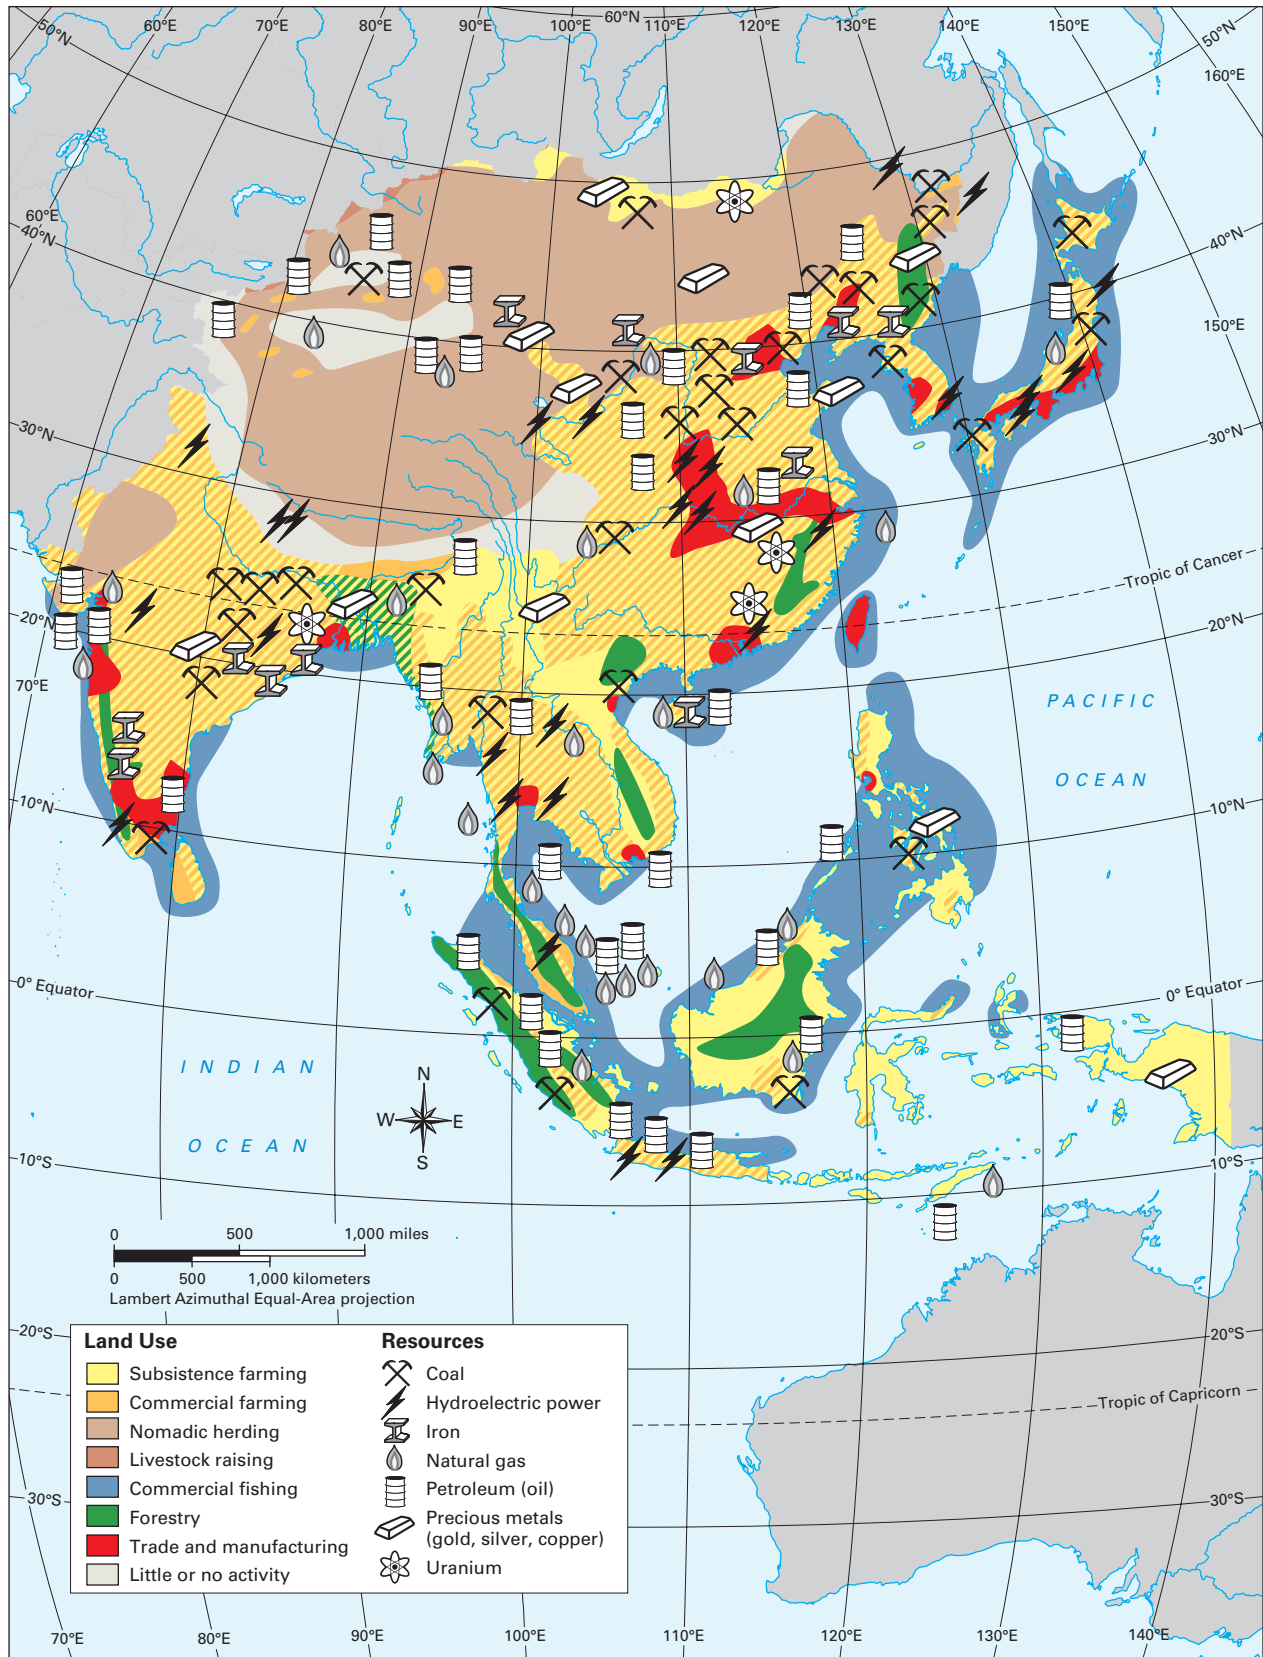 60°N
50°N
60°E
70°E
80°E
90°E
100°E
110°E
120°E
130°E
140°E
150°E
50°N
160°E
60°E
40°N
40°N
150°E
30°N
30°N
Tropic of Cancer
20°N
20°N
70°E
PACIFIC
OCEAN
10°N
10°N
0° Equator
0° Equator
INDIAN
OCEAN
N
W
E
S
10°S
10°S
0 500 1,000 miles
0 500 1,000 kilometers
Lambert Azimuthal Equal-Area projection
20°S
20°S
Tropic of Capricorn
30°S
30°S
Land Use
Subsistence farming
Commercial farming
Nomadic herding
Livestock raising
Commercial fishing
Forestry
Trade and manufacturing
Little or no activity
Resources
Coal
Hydroelectric power
Iron
Natural gas
Petroleum (oil)
Precious metals
(gold, silver, copper)
Uranium
70°E
80°E
90°E
100°E
110°E
120°E
130°E
140°E